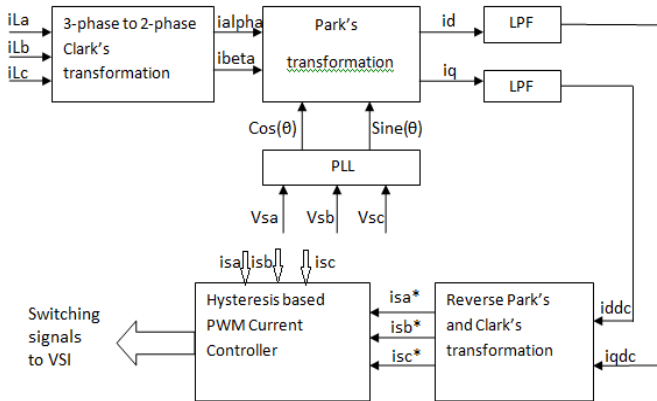 iLa
iLb
iLc
3-phase to 2-phase
Clark's
transformation
ialpha
ibeta
Park's
transformation
id
iq
LPF
LPF
Cos(θ)
Sine(θ)
PLL
Vsa
Vsb
Vsc
isa
isb
isc
Switching
signals
to VSI
Hysteresis based
PWM Current
Controller
isa*
isb*
isc*
Reverse Park's
and Clark's
transformation
iddc
iqdc